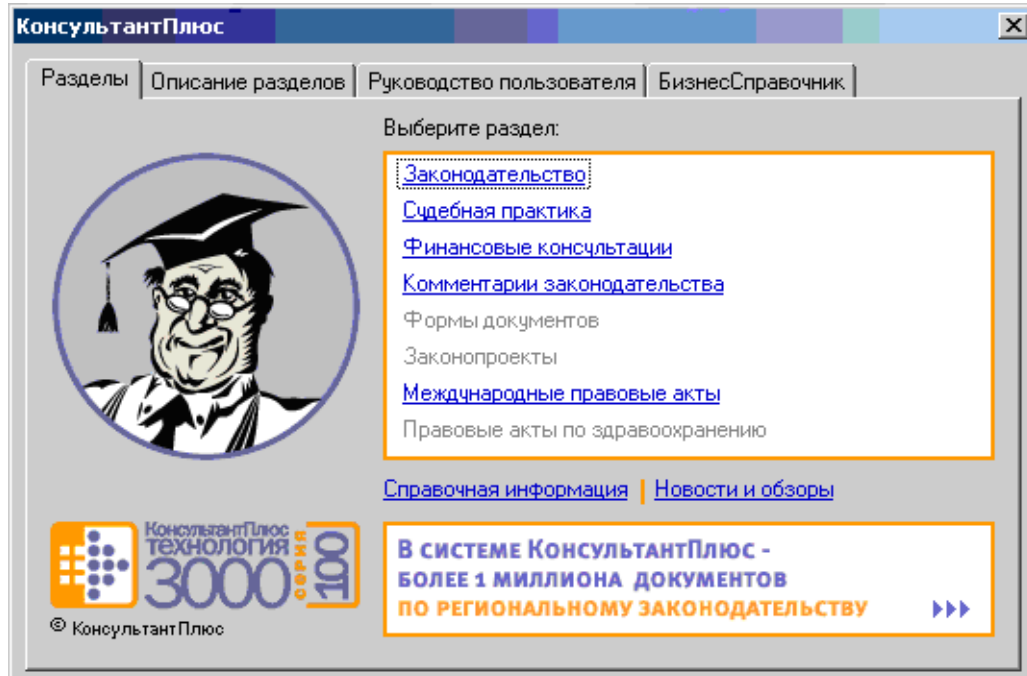 КонсультантПлюс
Разделы Описание разделов Руководство пользователя БизнесСправочник
Выберите раздел:
Законодательство
Судебная практика
Финансовые консультации
Комментарии законодательства
Формы документов
Законопроекты
Международные правовые акты
Правовые акты по здравоохранению
Справочная информация | Новости и обзоры
КонсультантПлюс
ТЕХНОЛОГИЯ
3000
серия
100
© КонсультантПлюс
В СИСТЕМЕ КОНСУЛЬТАНТПЛЮС -
БОЛЕЕ 1 МИЛЛИОНА ДОКУМЕНТОВ
ПО РЕГИОНАЛЬНОМУ ЗАКОНОДАТЕЛЬСТВУ